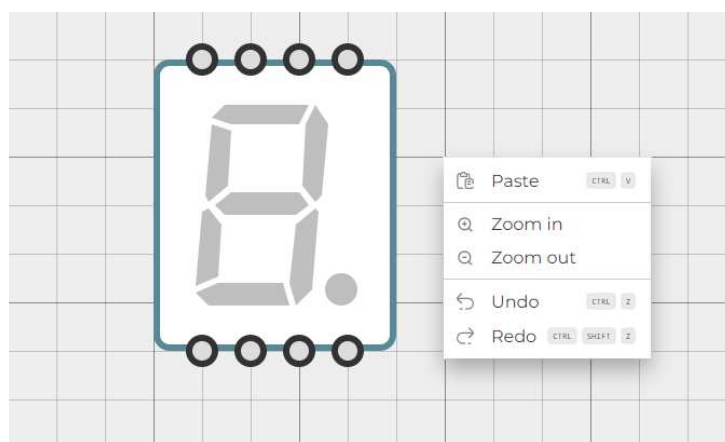 Paste CTRL V
Zoom in
Zoom out
Undo CTRL Z
Redo CTRL SHIFT Z